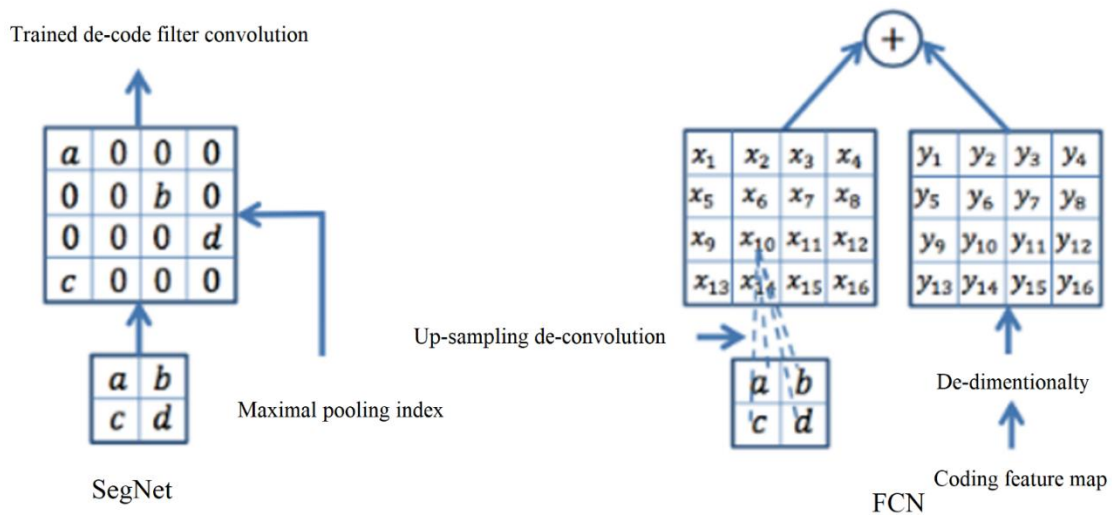 Trained de-code filter convolution
a 0 0 0
0 0 b 0
0 0 0 d
c 0 0 0
a b
c d
Maximal pooling index
SegNet
+
x₁ x₂ x₃ x₄
x₅ x₆ x₇ x₈
x₉ x₁₀ x₁₁ x₁₂
x₁₃ x₁₄ x₁₅ x₁₆
y₁ y₂ y₃ y₄
y₅ y₆ y₇ y₈
y₉ y₁₀ y₁₁ y₁₂
y₁₃ y₁₄ y₁₅ y₁₆
Up-sampling de-convolution
a b
c d
De-dimentionalty
Coding feature map
FCN